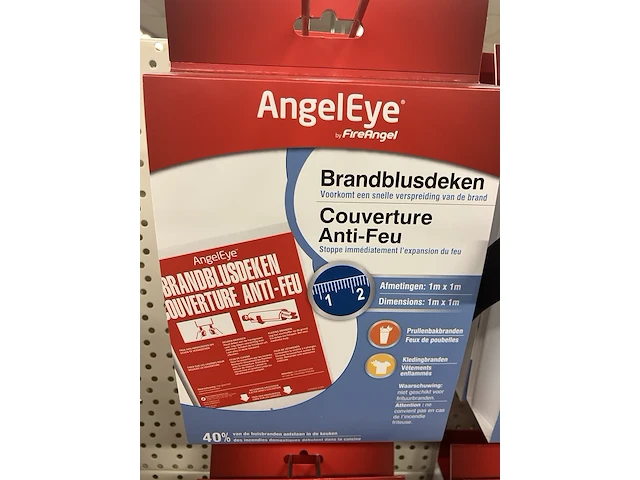 AngelEye®
by FireAngel
Brandblusdeken
Voorkomt een snelle verspreiding van de brand
Couverture
Anti-Feu
Stoppe immédiatement l'expansion du feu
AngelEye
BRANDBLUSDEKEN
COUVERTURE ANTI-FEU
1 2
Afmetingen: 1m x 1m
Dimensions: 1m x 1m
Prullenbakbranden
Feux de poubelles
Kledingbranden
Vêtements
enflammés
Waarschuwing:
niet geschikt voor
frituurbranden.
Attention : ne
convient pas en cas
de l'incendie
friteuse.
40% van de huisbranden ontstaan in de keuken
des incendies domestiques débutent dans la cuisine